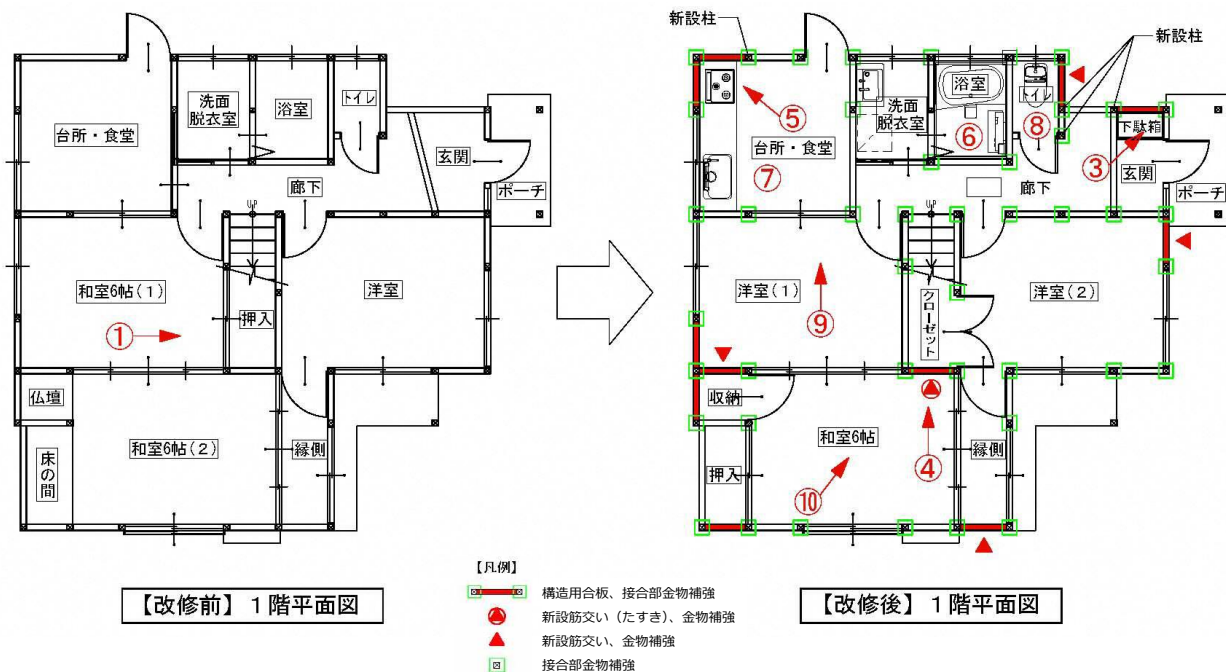 台所・食堂
洗面
脱衣室
浴室
トイレ
玄関
ポーチ
廊下
UP
和室6帖(1)
①
押入
洋室
仏壇
床の間
和室6帖(2)
縁側
【改修前】1階平面図
新設柱
新設柱
⑤
台所・食堂
⑦
洗面
脱衣室
浴室
⑥
トイレ
⑧
下駄箱
③
玄関
ポーチ
廊下
UP
洋室(1)
⑨
クローゼット
洋室(2)
収納
押入
和室6帖
⑩
④
縁側
【改修後】1階平面図
【凡例】
構造用合板、接合部金物補強
新設筋交い(たすき)、金物補強
新設筋交い、金物補強
接合部金物補強